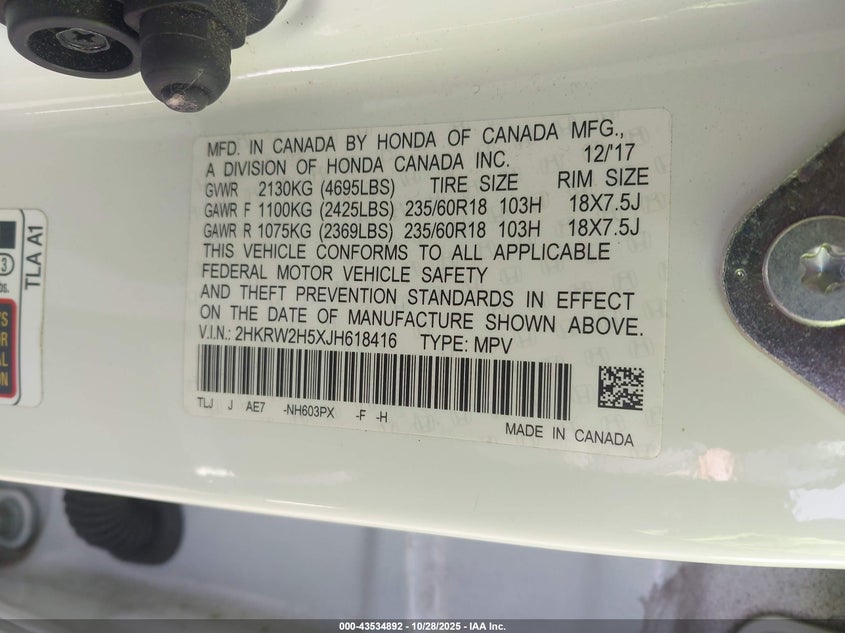 MFD. IN CANADA BY HONDA OF CANADA MFG.,
A DIVISION OF HONDA CANADA INC. 12/'17
GVWR 2130KG (4695LBS) TIRE SIZE RIM SIZE
GAWR F 1100KG (2425LBS) 235/60R18 103H 18X7.5J
GAWR R 1075KG (2369LBS) 235/60R18 103H 18X7.5J
THIS VEHICLE CONFORMS TO ALL APPLICABLE
FEDERAL MOTOR VEHICLE SAFETY
AND THEFT PREVENTION STANDARDS IN EFFECT
ON THE DATE OF MANUFACTURE SHOWN ABOVE.
V.I.N.: 2HKRW2H5XJH618416 TYPE: MPV
TLJ J AE7 -NH603PX -F -H
MADE IN CANADA
TLA A1
3
000-43534892 | 10/28/2025 - IAA Inc.